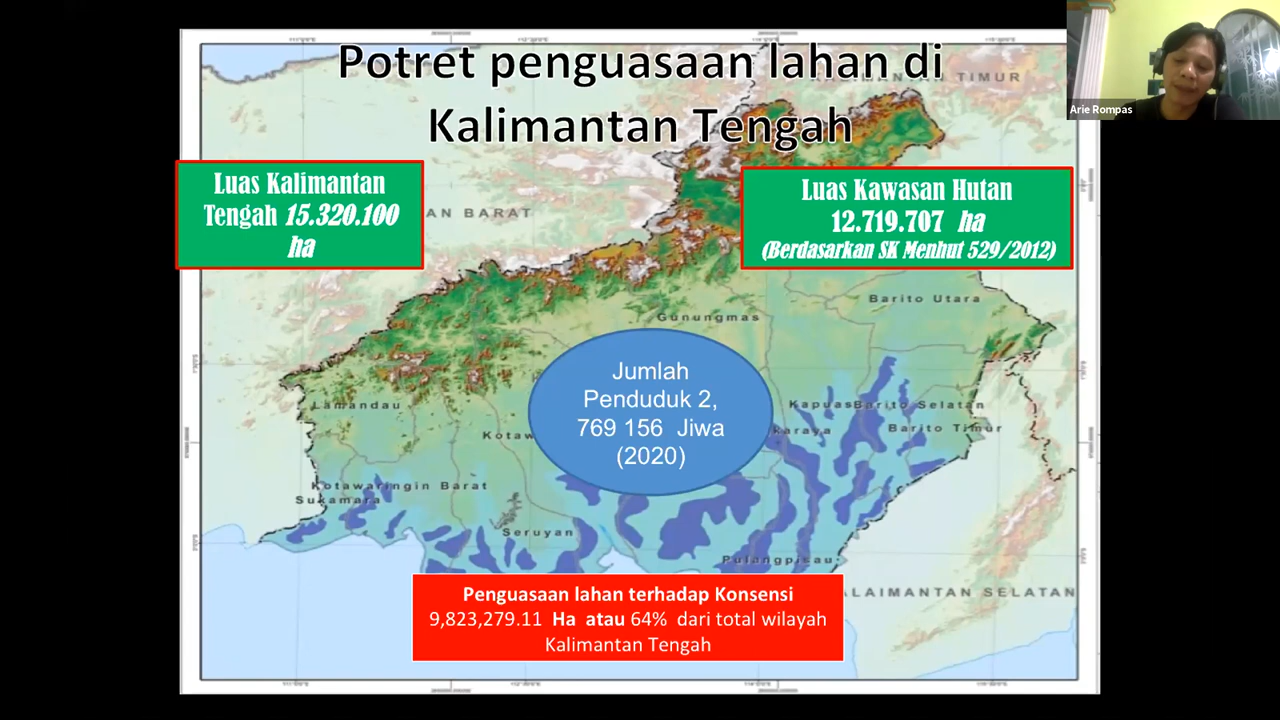 Potret penguasaan lahan di
Kalimantan Tengah
Arie Rompas
KALIMANTAN TIMUR
Luas Kalimantan
Tengah 15.320.100
ha
AN BARAT
Luas Kawasan Hutan
12.719.707 ha
(Berdasarkan SK Menhut 529/2012)
Barito Utara
Gunungmas
Jumlah
Penduduk 2,
769 156 Jiwa
(2020)
Lamandau
Kapuas
Barito Selatan
Kotaw
karaya
Barito Timur
Kotawaringin Barat
Sukamara
Seruyan
Pulangpisau
ALIMANTAN SELATAN
Penguasaan lahan terhadap Konsensi
9,823,279.11 Ha atau 64% dari total wilayah
Kalimantan Tengah